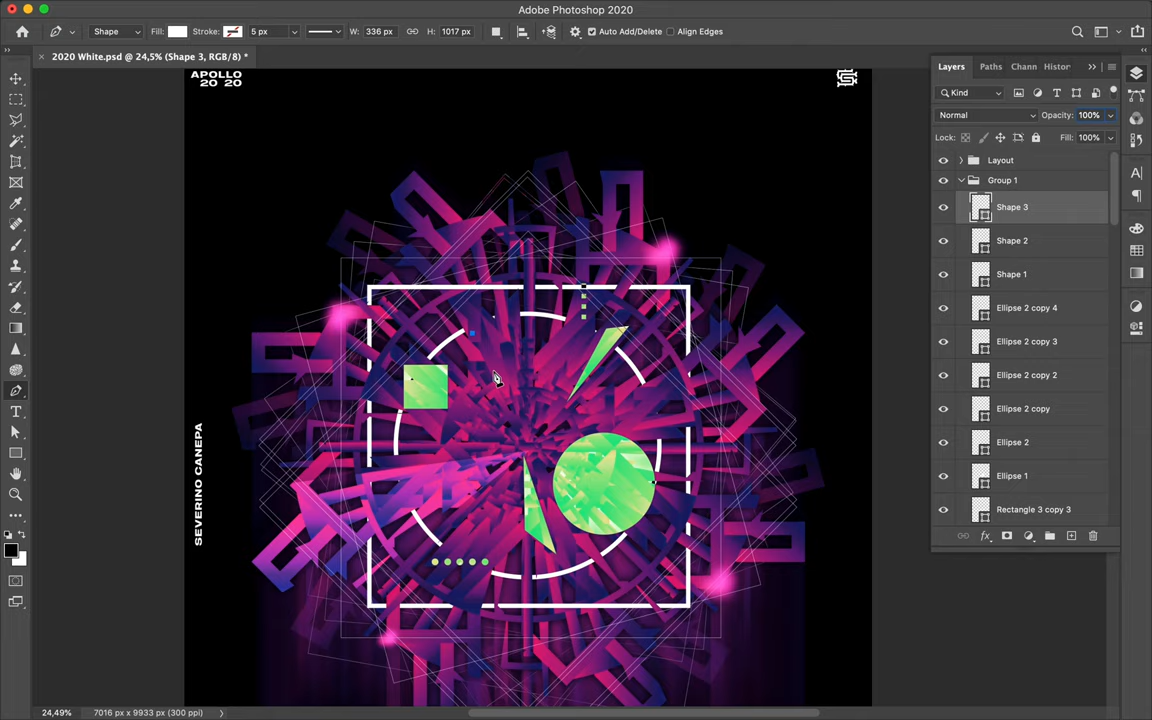 Adobe Photoshop 2020
Shape
Fill:
Stroke:
5 px
W: 336 px
H: 1017 px
Auto Add/Delete
Align Edges
2020 White.psd @ 24,5% (Shape 3, RGB/8) *
APOLLO
20 20
SEVERINO CANEPA
Layers
Paths
Chann
Histor
Kind
Normal
Opacity: 100%
Lock:
Fill: 100%
Layout
Group 1
Shape 3
Shape 2
Shape 1
Ellipse 2 copy 4
Ellipse 2 copy 3
Ellipse 2 copy 2
Ellipse 2 copy
Ellipse 2
Ellipse 1
Rectangle 3 copy 3
24,49%
7016 px x 9933 px (300 ppi)